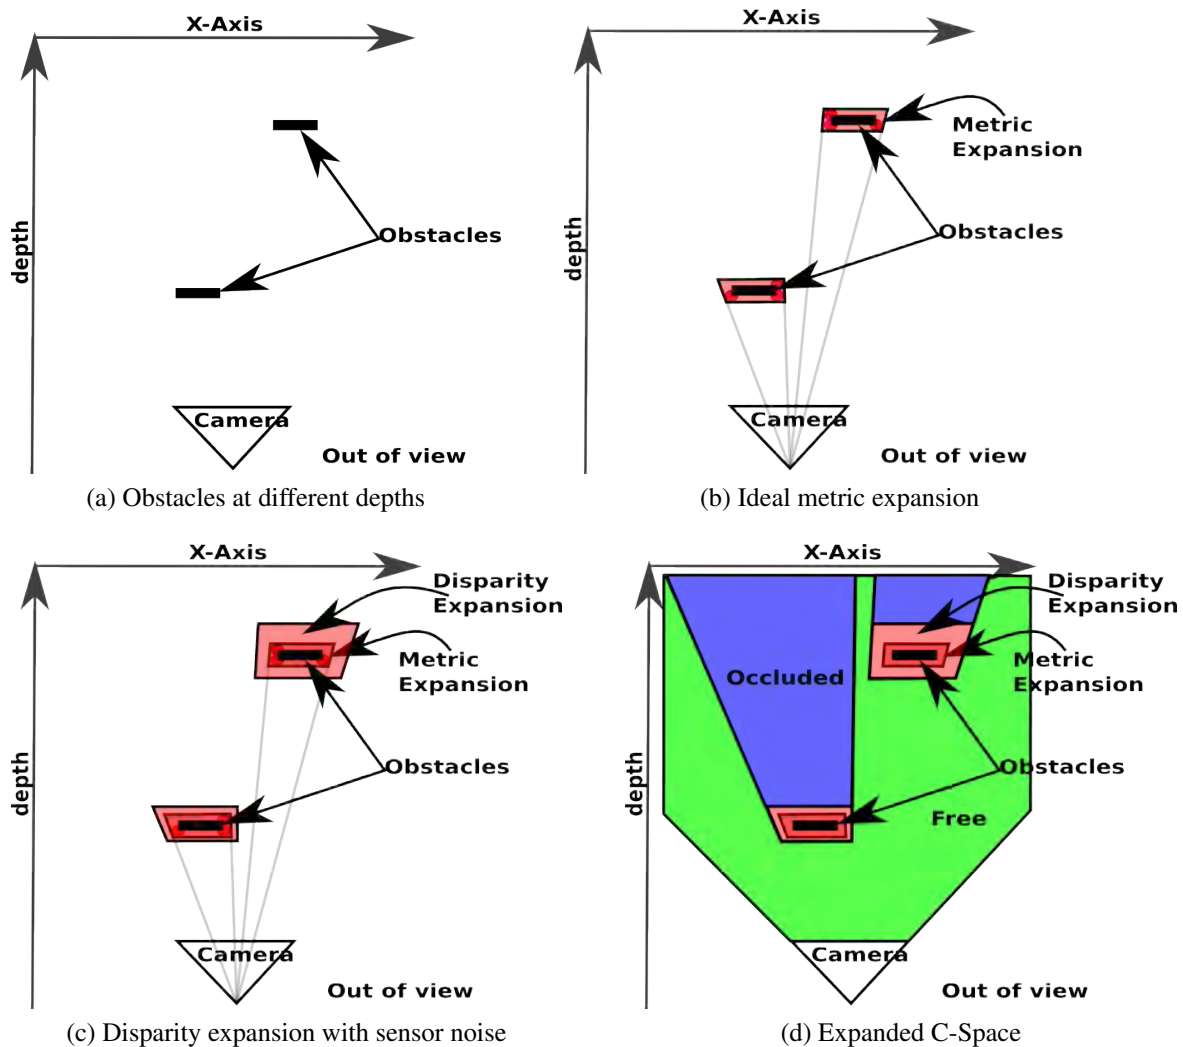 X-Axis
depth
Obstacles
Camera
Out of view
(a) Obstacles at different depths
X-Axis
depth
Metric
Expansion
Obstacles
Camera
Out of view
(b) Ideal metric expansion
X-Axis
depth
Disparity
Expansion
Metric
Expansion
Obstacles
Camera
Out of view
(c) Disparity expansion with sensor noise
X-Axis
depth
Disparity
Expansion
Occluded
Metric
Expansion
Obstacles
Free
Camera
Out of view
(d) Expanded C-Space